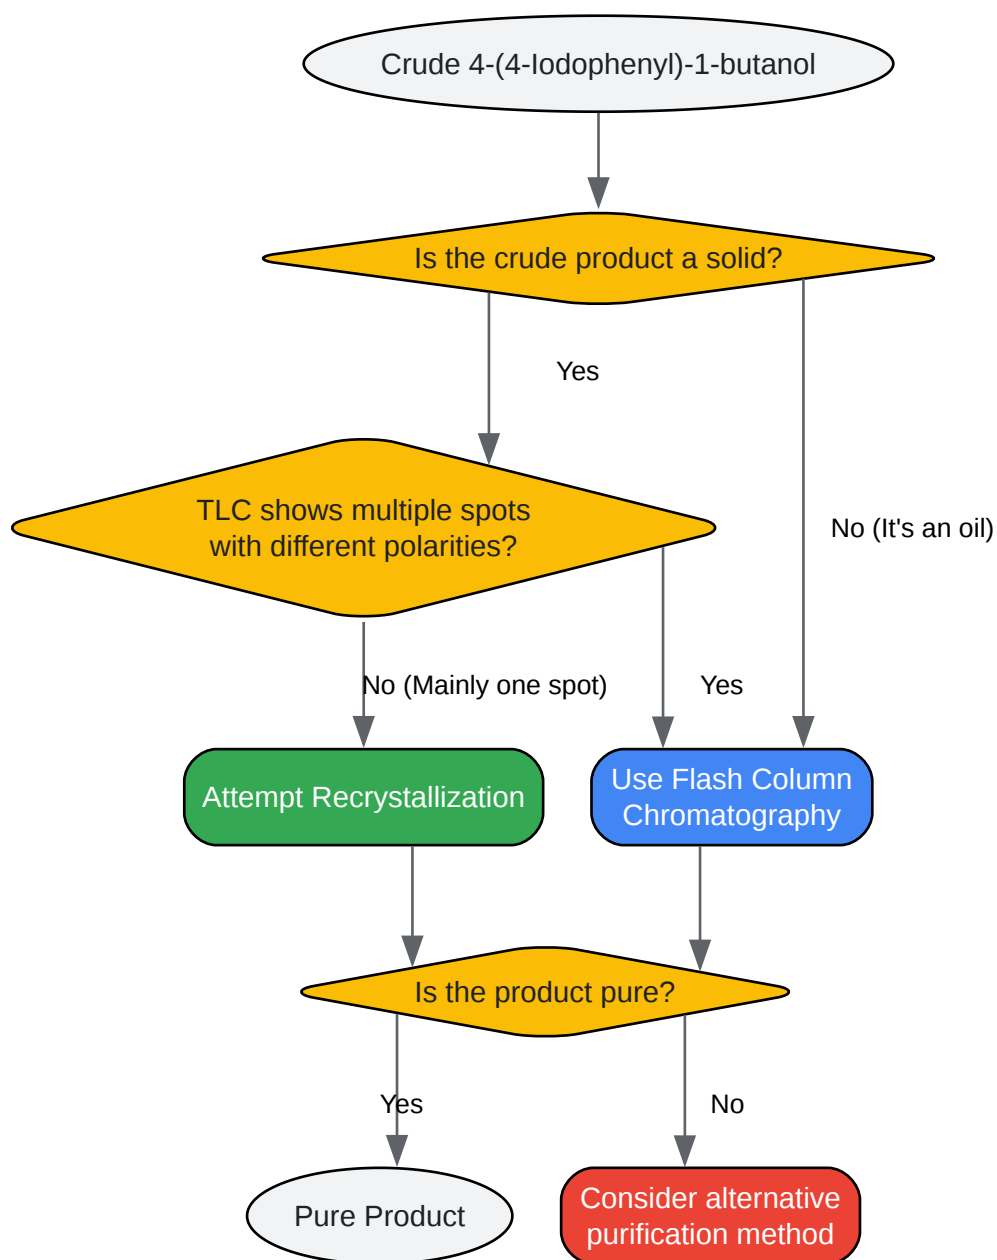 Crude 4-(4-Iodophenyl)-1-butanol
Is the crude product a solid?
Yes
TLC shows multiple spots
with different polarities?
No (It's an oil)
No (Mainly one spot)
Yes
Attempt Recrystallization
Use Flash Column
Chromatography
Is the product pure?
Yes
No
Pure Product
Consider alternative
purification method